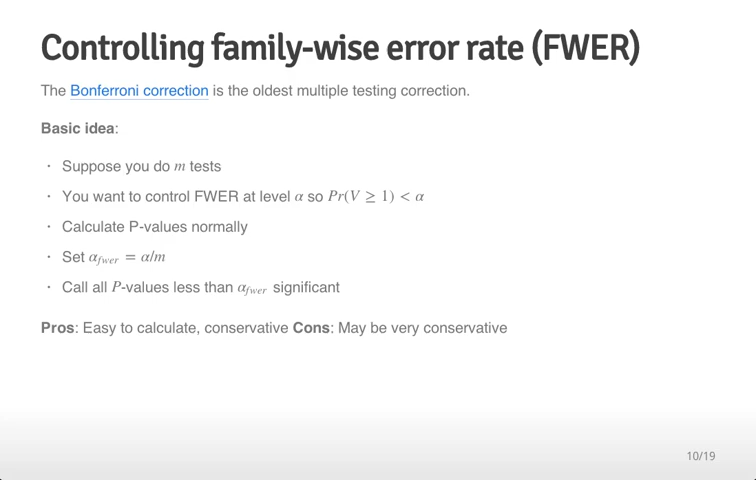 Controlling family-wise error rate (FWER)
The Bonferroni correction is the oldest multiple testing correction.
Basic idea:
· Suppose you do m tests
· You want to control FWER at level α so Pr(V ≥ 1) < α
· Calculate P-values normally
· Set α_fwer = α/m
· Call all P-values less than α_fwer significant
Pros: Easy to calculate, conservative Cons: May be very conservative
10/19